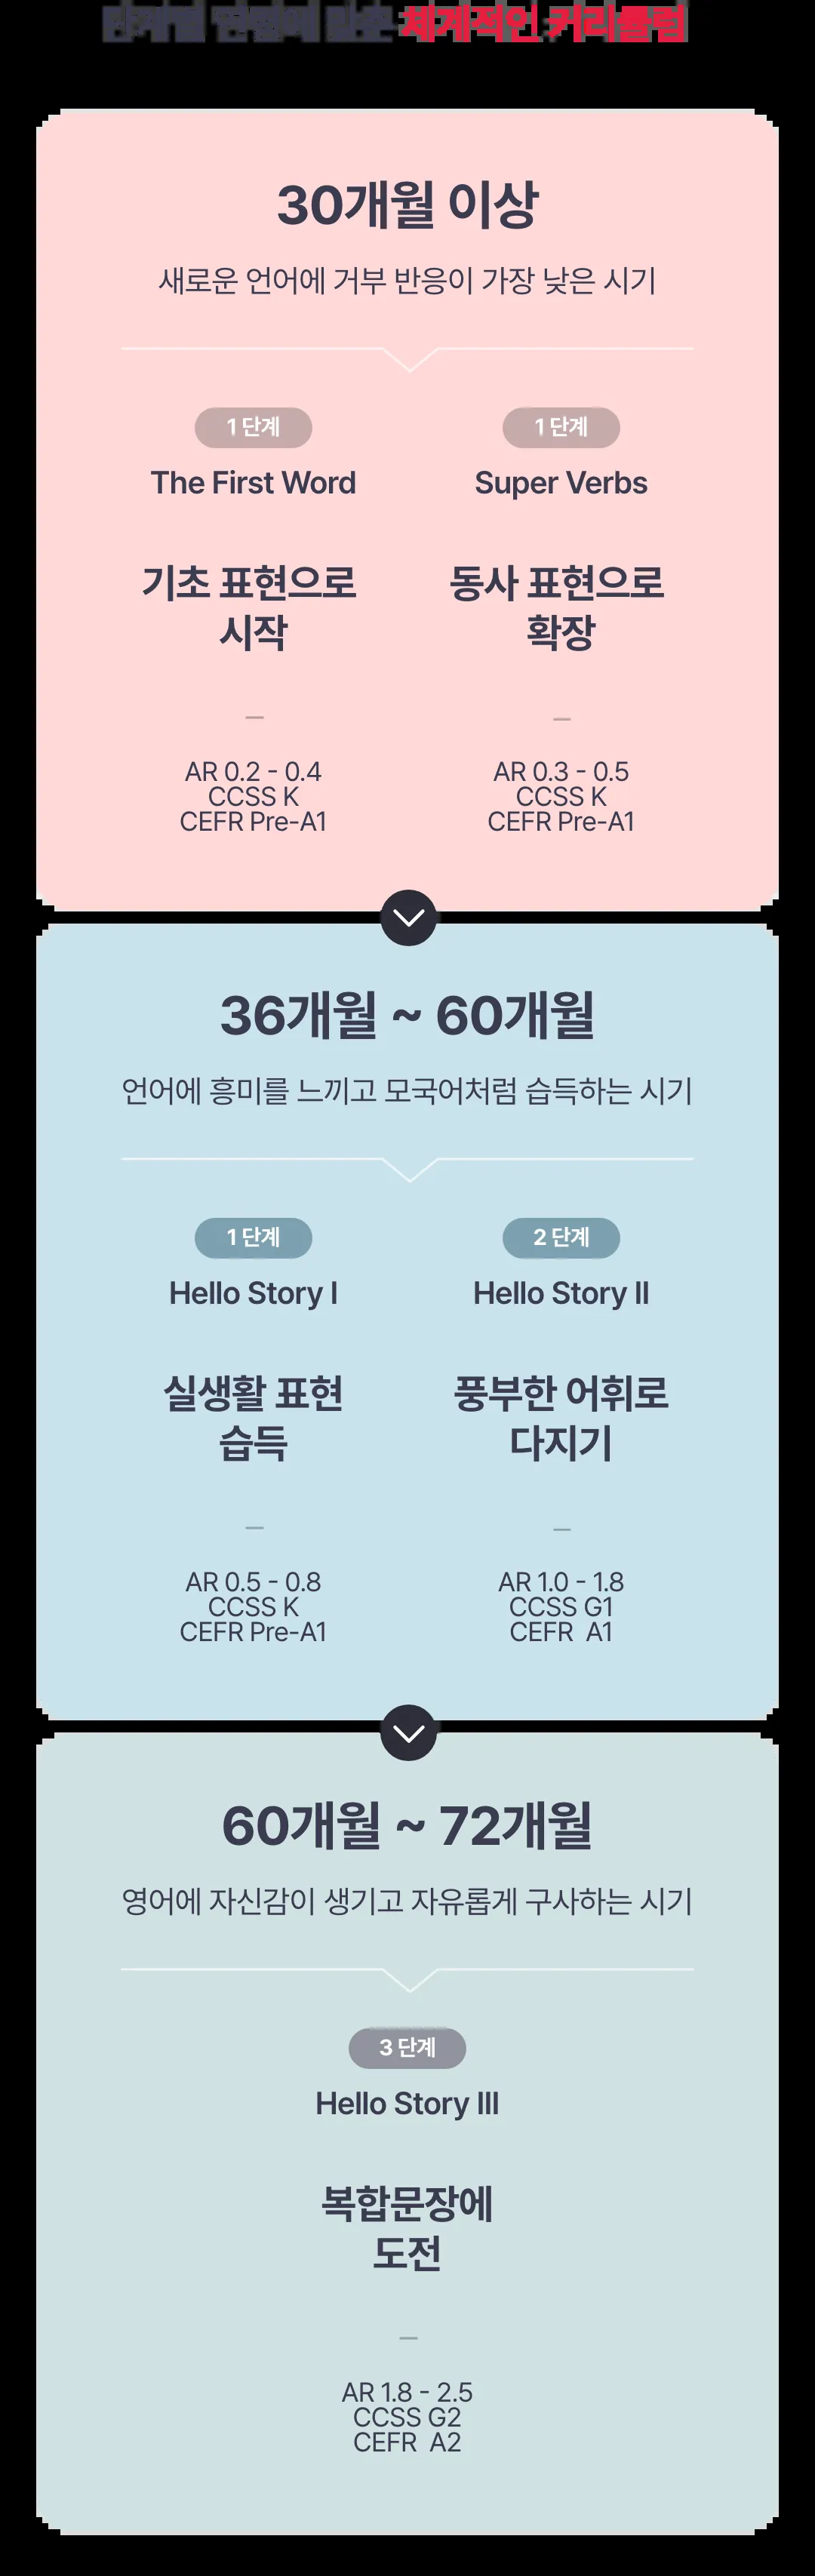 체계적인 커리큘럼
30개월 이상
새로운 언어에 거부 반응이 가장 낮은 시기
1 단계
The First Word
기초 표현으로
시작
AR 0.2 - 0.4
CCSS K
CEFR Pre-A1
1 단계
Super Verbs
동사 표현으로
확장
AR 0.3 - 0.5
CCSS K
CEFR Pre-A1
36개월 ~ 60개월
언어에 흥미를 느끼고 모국어처럼 습득하는 시기
1 단계
Hello Story I
실생활 표현
습득
AR 0.5 - 0.8
CCSS K
CEFR Pre-A1
2 단계
Hello Story II
풍부한 어휘로
다지기
AR 1.0 - 1.8
CCSS G1
CEFR A1
60개월 ~ 72개월
영어에 자신감이 생기고 자유롭게 구사하는 시기
3 단계
Hello Story III
복합문장에
도전
AR 1.8 - 2.5
CCSS G2
CEFR A2